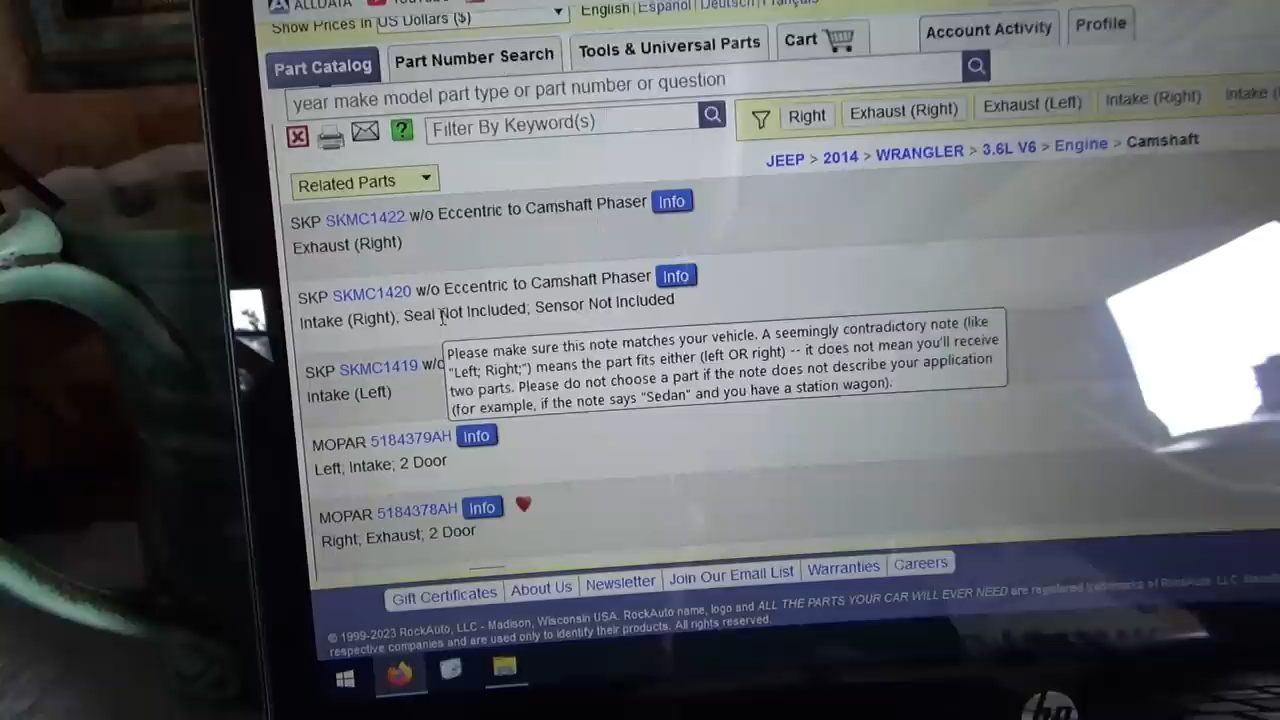 ALLDATA
Show Prices in US Dollars ($)
English | Español | Deutsch | Français
Part Catalog
Part Number Search
Tools & Universal Parts
Cart
Account Activity
Profile
year make model part type or part number or question
?
Filter By Keyword(s)
Right
Exhaust (Right)
Exhaust (Left)
Intake (Right)
Intake (
JEEP > 2014 > WRANGLER > 3.6L V6 > Engine > Camshaft
Related Parts
SKP SKMC1422 w/o Eccentric to Camshaft Phaser Info
Exhaust (Right)
SKP SKMC1420 w/o Eccentric to Camshaft Phaser Info
Intake (Right), Seal Not Included; Sensor Not Included
SKP SKMC1419 w/o
Intake (Left)
Please make sure this note matches your vehicle. A seemingly contradictory note (like
"Left; Right;") means the part fits either (left OR right) -- it does not mean you'll receive
two parts. Please do not choose a part if the note does not describe your application
(for example, if the note says "Sedan" and you have a station wagon).
MOPAR 5184379AH Info
Left; Intake; 2 Door
MOPAR 5184378AH Info
Right; Exhaust; 2 Door
Gift Certificates | About Us | Newsletter | Join Our Email List | Warranties | Careers
© 1999-2023 RockAuto, LLC - Madison, Wisconsin USA. RockAuto name, logo and ALL THE PARTS YOUR CAR WILL EVER NEED are registered trademarks of RockAuto, LLC.
respective companies and are used only to identify their products. All rights reserved.
hp